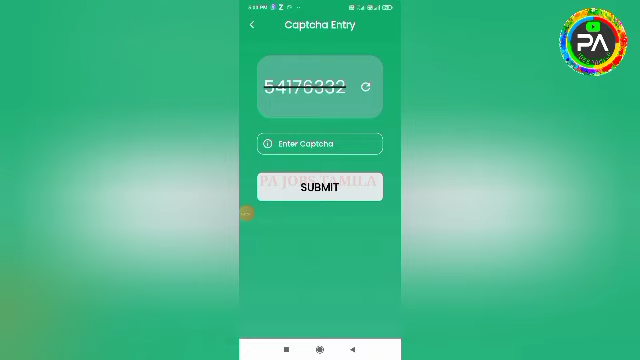 Captcha Entry
54176332
Enter Captcha
PA JOBS TAMILA
SUBMIT
PA